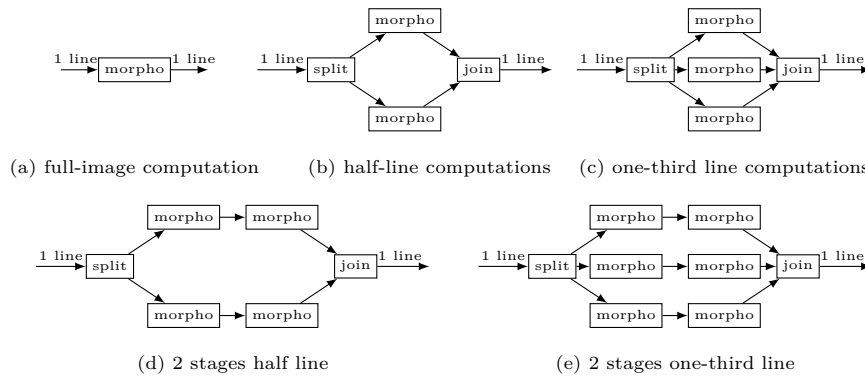 morpho
morpho
1 line
1 line
1 line
1 line
1 line
1 line
morpho
split
join
split
morpho
join
morpho
morpho
(a) full-image computation
(b) half-line computations
(c) one-third line computations
morpho
morpho
morpho
morpho
1 line
1 line
1 line
1 line
split
join
split
morpho
morpho
join
morpho
morpho
morpho
morpho
(d) 2 stages half line
(e) 2 stages one-third line